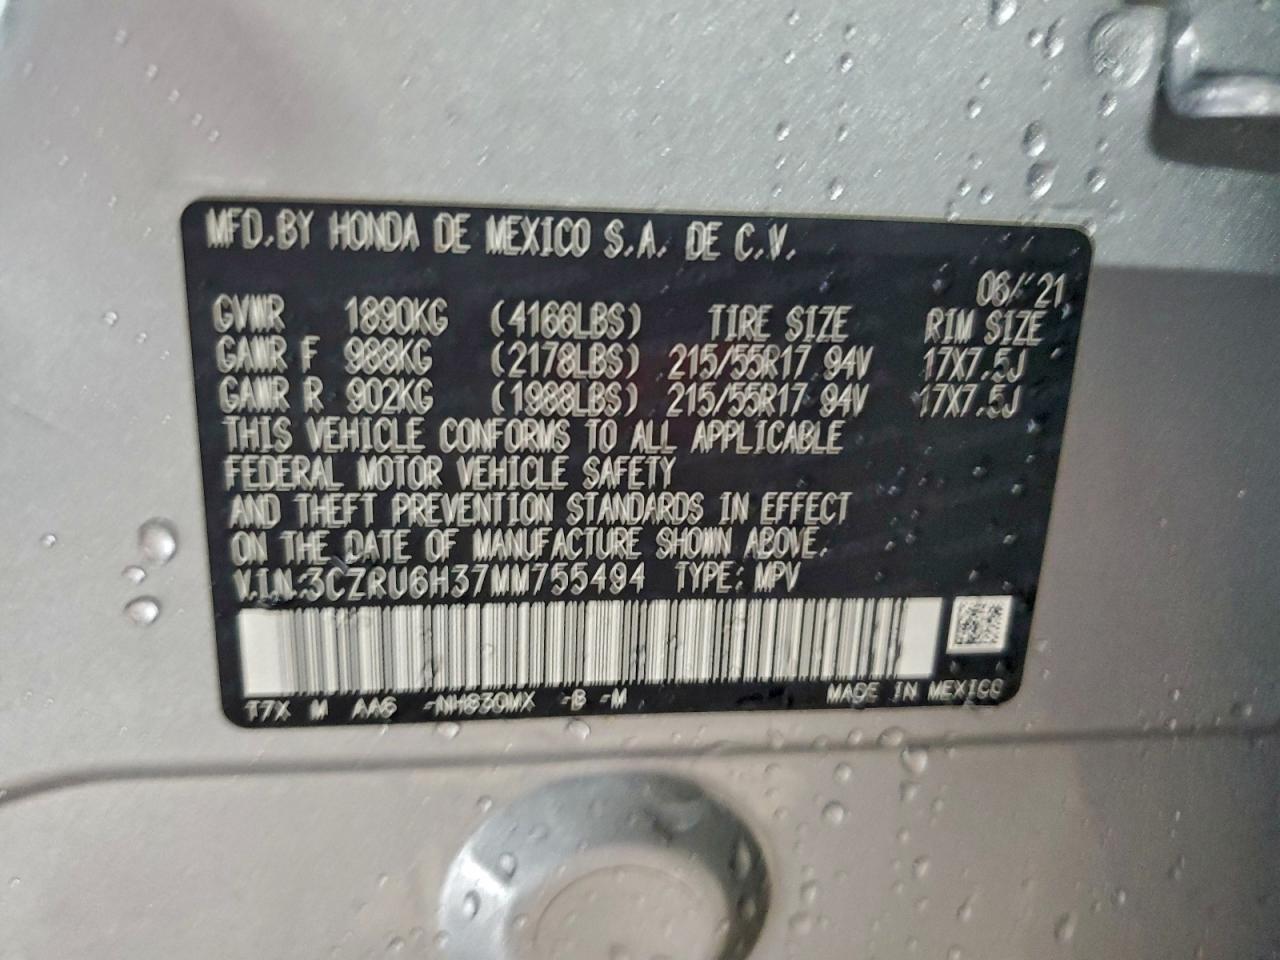 MFD.BY HONDA DE MEXICO S.A. DE C.V.
06/'21
GVWR 1890KG (4166LBS) TIRE SIZE RIM SIZE
GAWR F 988KG (2178LBS) 215/55R17 94V 17X7.5J
GAWR R 902KG (1988LBS) 215/55R17 94V 17X7.5J
THIS VEHICLE CONFORMS TO ALL APPLICABLE
FEDERAL MOTOR VEHICLE SAFETY
AND THEFT PREVENTION STANDARDS IN EFFECT
ON THE DATE OF MANUFACTURE SHOWN ABOVE.
V.I.N:3CZRU6H37MM755494 TYPE: MPV
T7X M AA6 -NH830MX -B -M MADE IN MEXICO